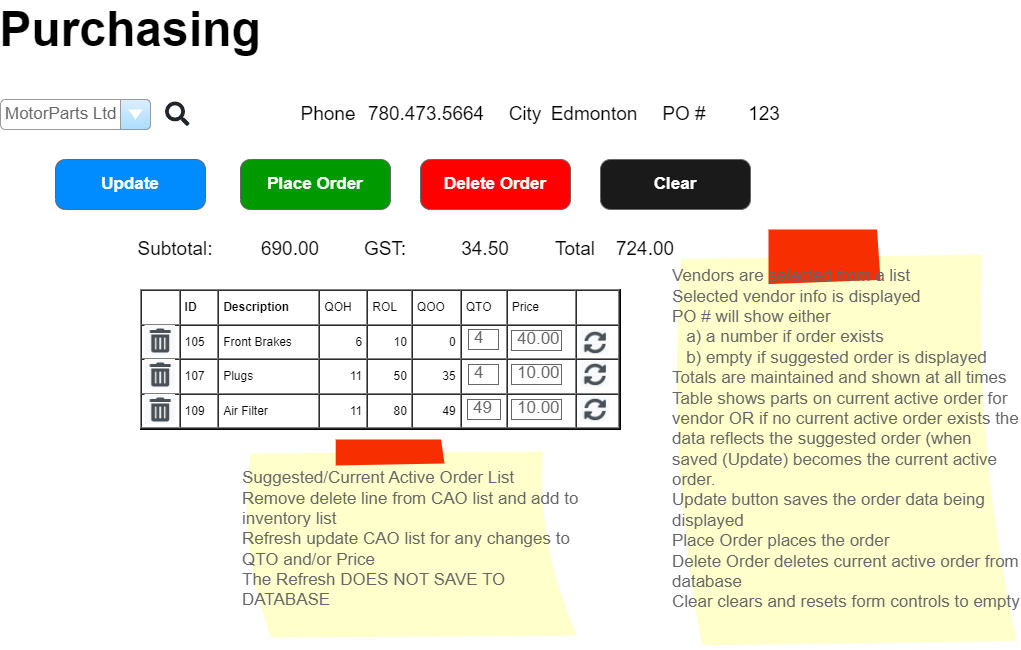 Purchasing
MotorParts Ltd
Phone 780.473.5664 City Edmonton PO # 123
Update Place Order Delete Order Clear
Subtotal: 690.00 GST: 34.50 Total 724.00
ID Description QOH ROL QOO QTO Price
105 Front Brakes 6 10 0 4 40.00
107 Plugs 11 50 35 4 10.00
109 Air Filter 11 80 49 49 10.00
Suggested/Current Active Order List
Remove delete line from CAO list and add to
inventory list
Refresh update CAO list for any changes to
QTO and/or Price
The Refresh DOES NOT SAVE TO
DATABASE
Vendors are selected from a list
Selected vendor info is displayed
PO # will show either
a) a number if order exists
b) empty if suggested order is displayed
Totals are maintained and shown at all times
Table shows parts on current active order for
vendor OR if no current active order exists the
data reflects the suggested order (when
saved (Update) becomes the current active
order.
Update button saves the order data being
displayed
Place Order places the order
Delete Order deletes current active order from
database
Clear clears and resets form controls to empty